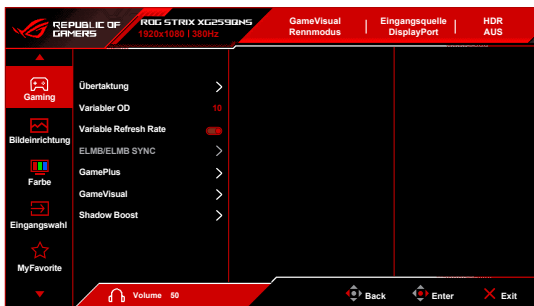 REPUBLIC OF GAMERS
ROG STRIX XG259QNS
1920x1080 | 380Hz
GameVisual
Rennmodus
Eingangsquelle
DisplayPort
HDR
AUS
Gaming
Bildeinrichtung
Farbe
Eingangswahl
MyFavorite
Übertaktung
Variabler OD 10
Variable Refresh Rate
ELMB/ELMB SYNC
GamePlus
GameVisual
Shadow Boost
Volume 50
Back
Enter
Exit